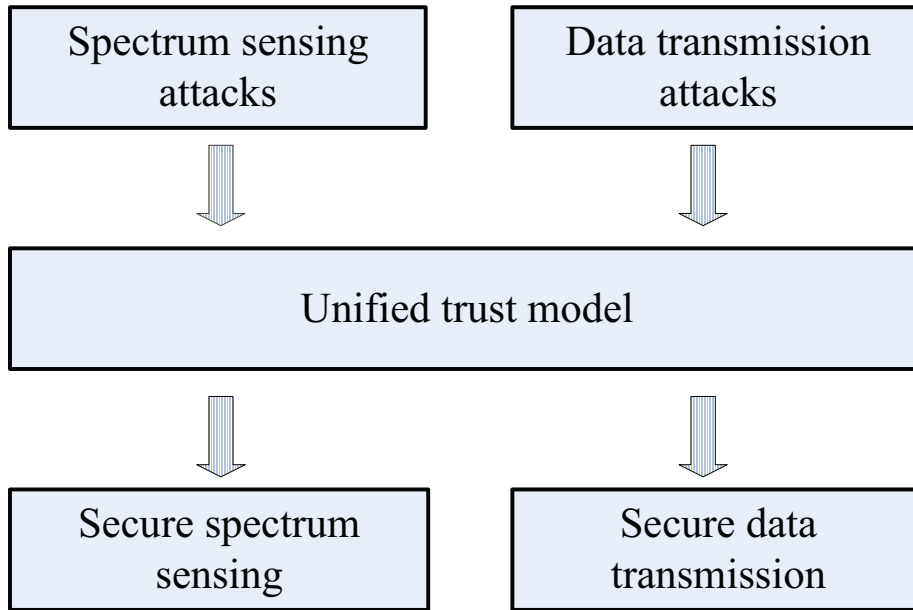 Spectrum sensing
attacks
Data transmission
attacks
Unified trust model
Secure spectrum
sensing
Secure data
transmission